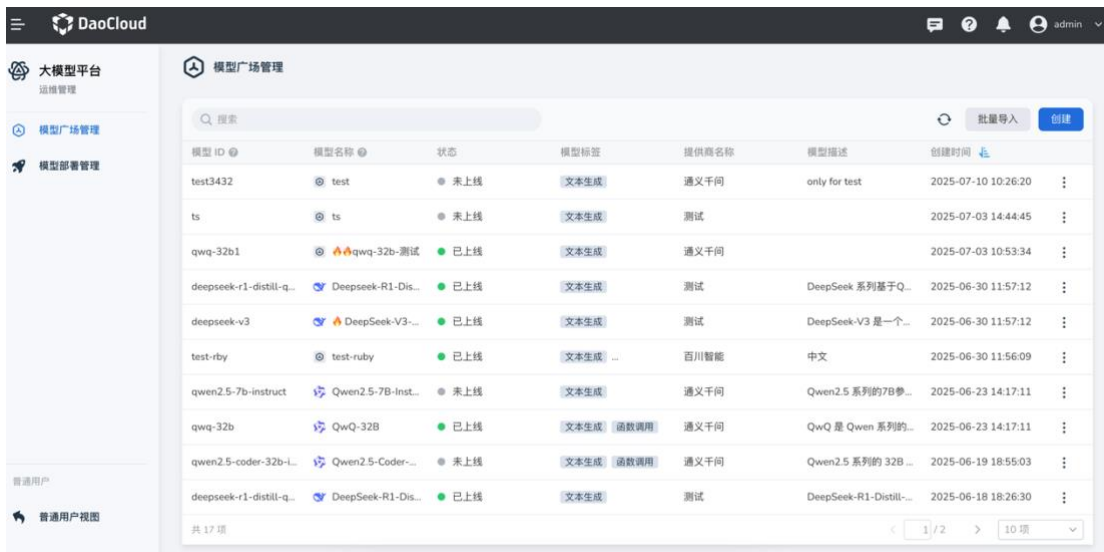 DaoCloud
admin
大模型平台
运维管理
模型广场管理
模型部署管理
普通用户
普通用户视图
模型广场管理
搜索
批量导入 创建
模型 ID 模型名称 状态 模型标签 提供商名称 模型描述 创建时间
test3432 test 未上线 文本生成 通义千问 only for test 2025-07-10 10:26:20
ts ts 未上线 文本生成 测试 2025-07-03 14:44:45
qwq-32b1 🔥🔥qwq-32b-测试 已上线 文本生成 通义千问 2025-07-03 10:53:34
deepseek-r1-distill-q... Deepseek-R1-Dis... 已上线 文本生成 测试 DeepSeek 系列基于Q... 2025-06-30 11:57:12
deepseek-v3 🔥DeepSeek-V3-... 已上线 文本生成 测试 DeepSeek-V3 是一个... 2025-06-30 11:57:12
test-rby test-ruby 已上线 文本生成 ... 百川智能 中文 2025-06-30 11:56:09
qwen2.5-7b-instruct Qwen2.5-7B-Inst... 未上线 文本生成 通义千问 Qwen2.5 系列的7B参... 2025-06-23 14:17:11
qwq-32b QwQ-32B 已上线 文本生成 函数调用 通义千问 QwQ 是 Qwen 系列的... 2025-06-23 14:17:11
qwen2.5-coder-32b-i... Qwen2.5-Coder-... 未上线 文本生成 函数调用 通义千问 Qwen2.5 系列的 32B ... 2025-06-19 18:55:03
deepseek-r1-distill-q... DeepSeek-R1-Dis... 已上线 文本生成 测试 DeepSeek-R1-Distill-... 2025-06-18 18:26:30
共 17 项 1 / 2 10 项